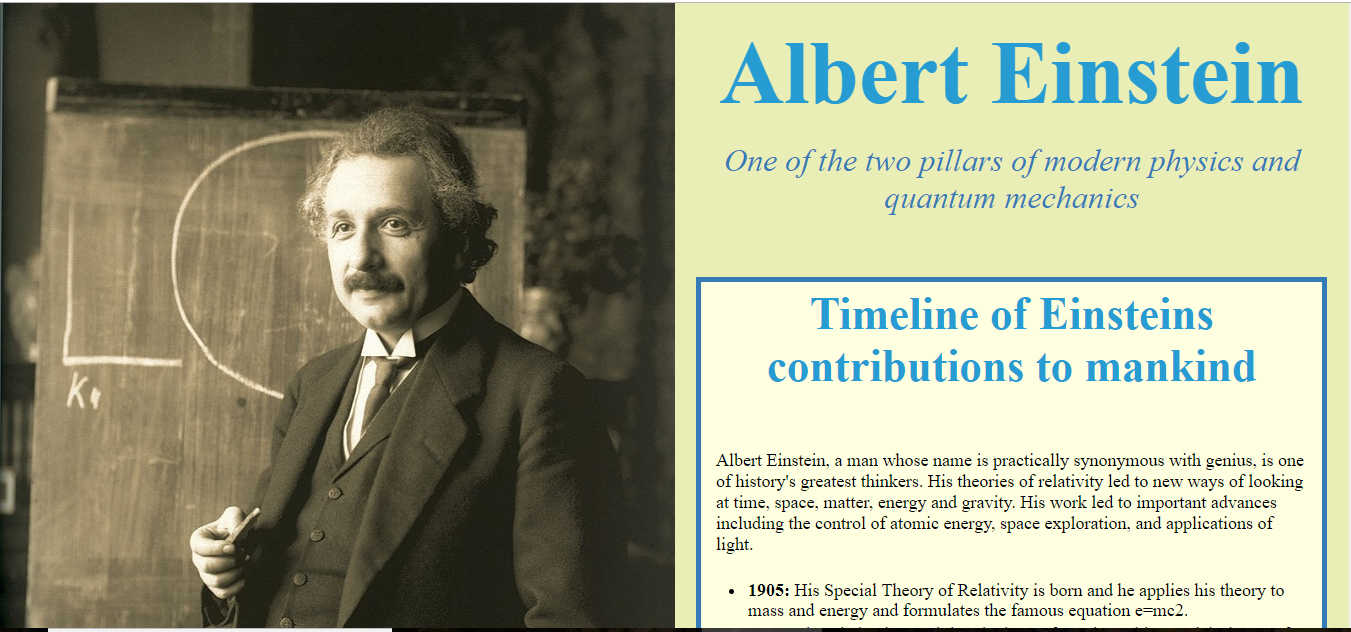 Albert Einstein
One of the two pillars of modern physics and
quantum mechanics
Timeline of Einsteins
contributions to mankind
Albert Einstein, a man whose name is practically synonymous with genius, is one
of history's greatest thinkers. His theories of relativity led to new ways of looking
at time, space, matter, energy and gravity. His work led to important advances
including the control of atomic energy, space exploration, and applications of
light.
• 1905: His Special Theory of Relativity is born and he applies his theory to
mass and energy and formulates the famous equation e=mc2.